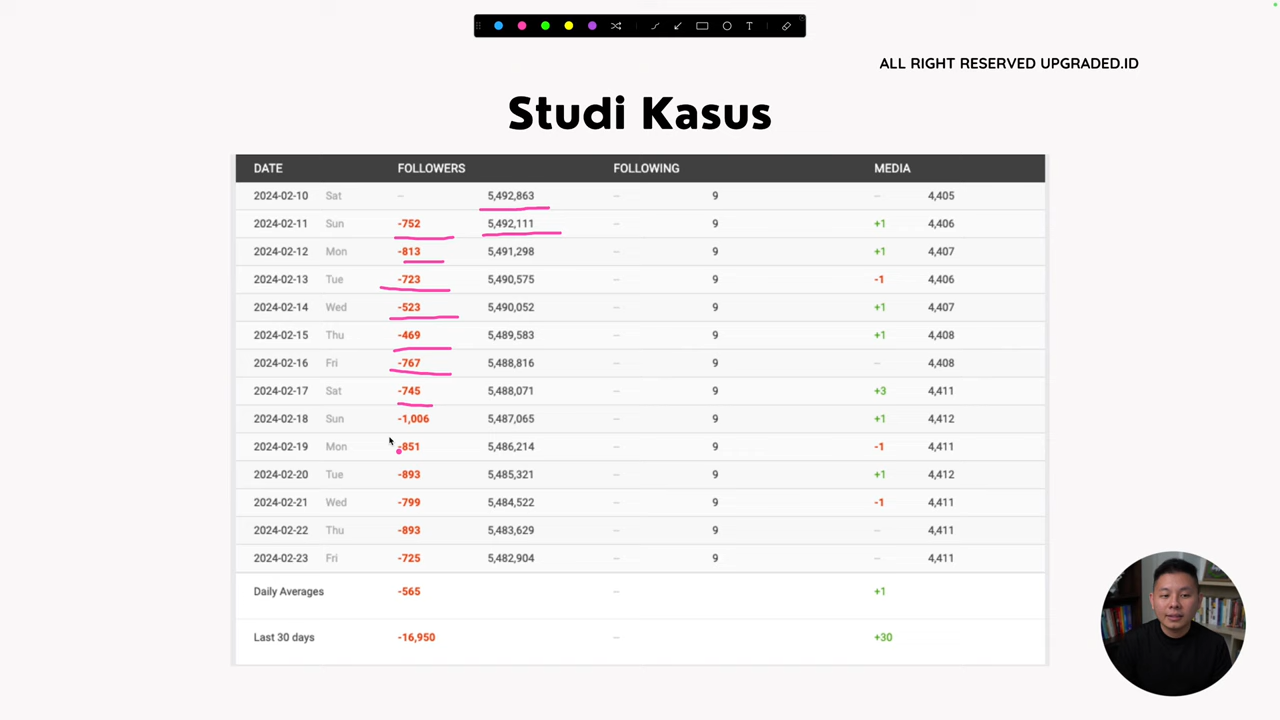 T
ALL RIGHT RESERVED UPGRADED.ID
Studi Kasus
DATE FOLLOWERS FOLLOWING MEDIA
2024-02-10 Sat -- 5,492,863 -- 9 -- 4,405
2024-02-11 Sun -752 5,492,111 -- 9 +1 4,406
2024-02-12 Mon -813 5,491,298 -- 9 +1 4,407
2024-02-13 Tue -723 5,490,575 -- 9 -1 4,406
2024-02-14 Wed -523 5,490,052 -- 9 +1 4,407
2024-02-15 Thu -469 5,489,583 -- 9 +1 4,408
2024-02-16 Fri -767 5,488,816 -- 9 -- 4,408
2024-02-17 Sat -745 5,488,071 -- 9 +3 4,411
2024-02-18 Sun -1,006 5,487,065 -- 9 +1 4,412
2024-02-19 Mon -851 5,486,214 -- 9 -1 4,411
2024-02-20 Tue -893 5,485,321 -- 9 +1 4,412
2024-02-21 Wed -799 5,484,522 -- 9 -1 4,411
2024-02-22 Thu -893 5,483,629 -- 9 -- 4,411
2024-02-23 Fri -725 5,482,904 -- 9 -- 4,411
Daily Averages -565 -- +1
Last 30 days -16,950 -- +30